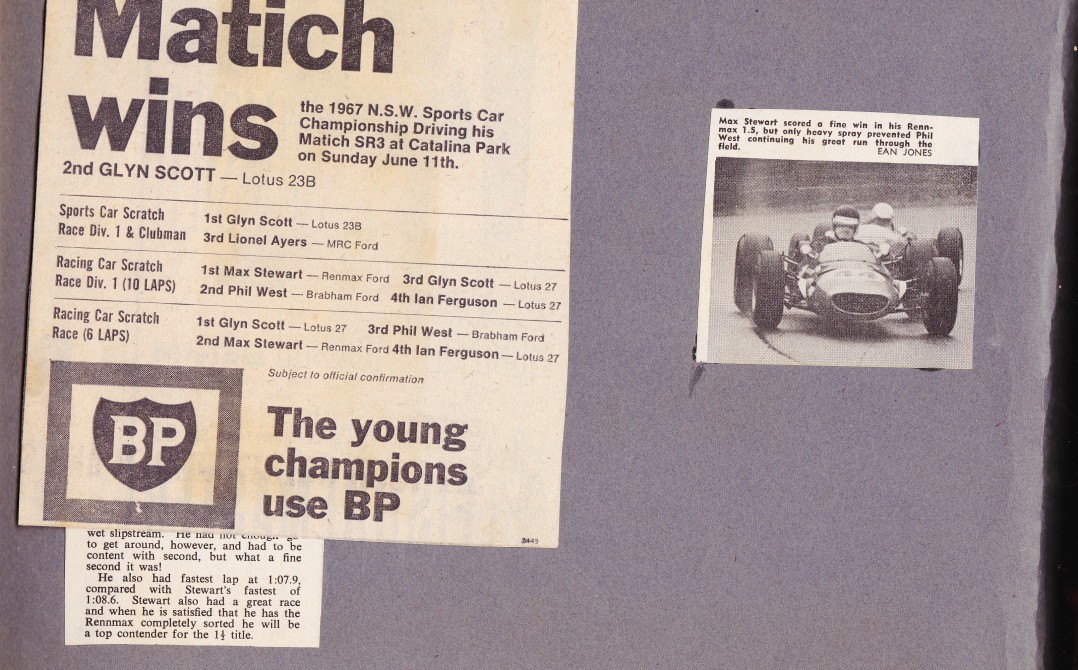 Matich
wins
the 1967 N.S.W. Sports Car
Championship Driving his
Matich SR3 at Catalina Park
on Sunday June 11th.
2nd GLYN SCOTT — Lotus 23B
Sports Car Scratch
Race Div. 1 & Clubman
1st Glyn Scott — Lotus 23B
3rd Lionel Ayers — MRC Ford
Racing Car Scratch
Race Div. 1 (10 LAPS)
1st Max Stewart — Renmax Ford 3rd Glyn Scott — Lotus 27
2nd Phil West — Brabham Ford 4th Ian Ferguson — Lotus 27
Racing Car Scratch
Race (6 LAPS)
1st Glyn Scott — Lotus 27 3rd Phil West — Brabham Ford
2nd Max Stewart — Renmax Ford 4th Ian Ferguson — Lotus 27
Subject to official confirmation
BP
The young
champions
use BP
wet slipstream. He had not enough
to get around, however, and had to be
content with second, but what a fine
second it was!
He also had fastest lap at 1:07.9,
compared with Stewart's fastest of
1:08.6. Stewart also had a great race
and when he is satisfied that he has the
Rennmax completely sorted he will be
a top contender for the 1½ title.
Max Stewart scored a fine win in his Renn-
max 1.5, but only heavy spray prevented Phil
West continuing his great run through the
field. EAN JONES